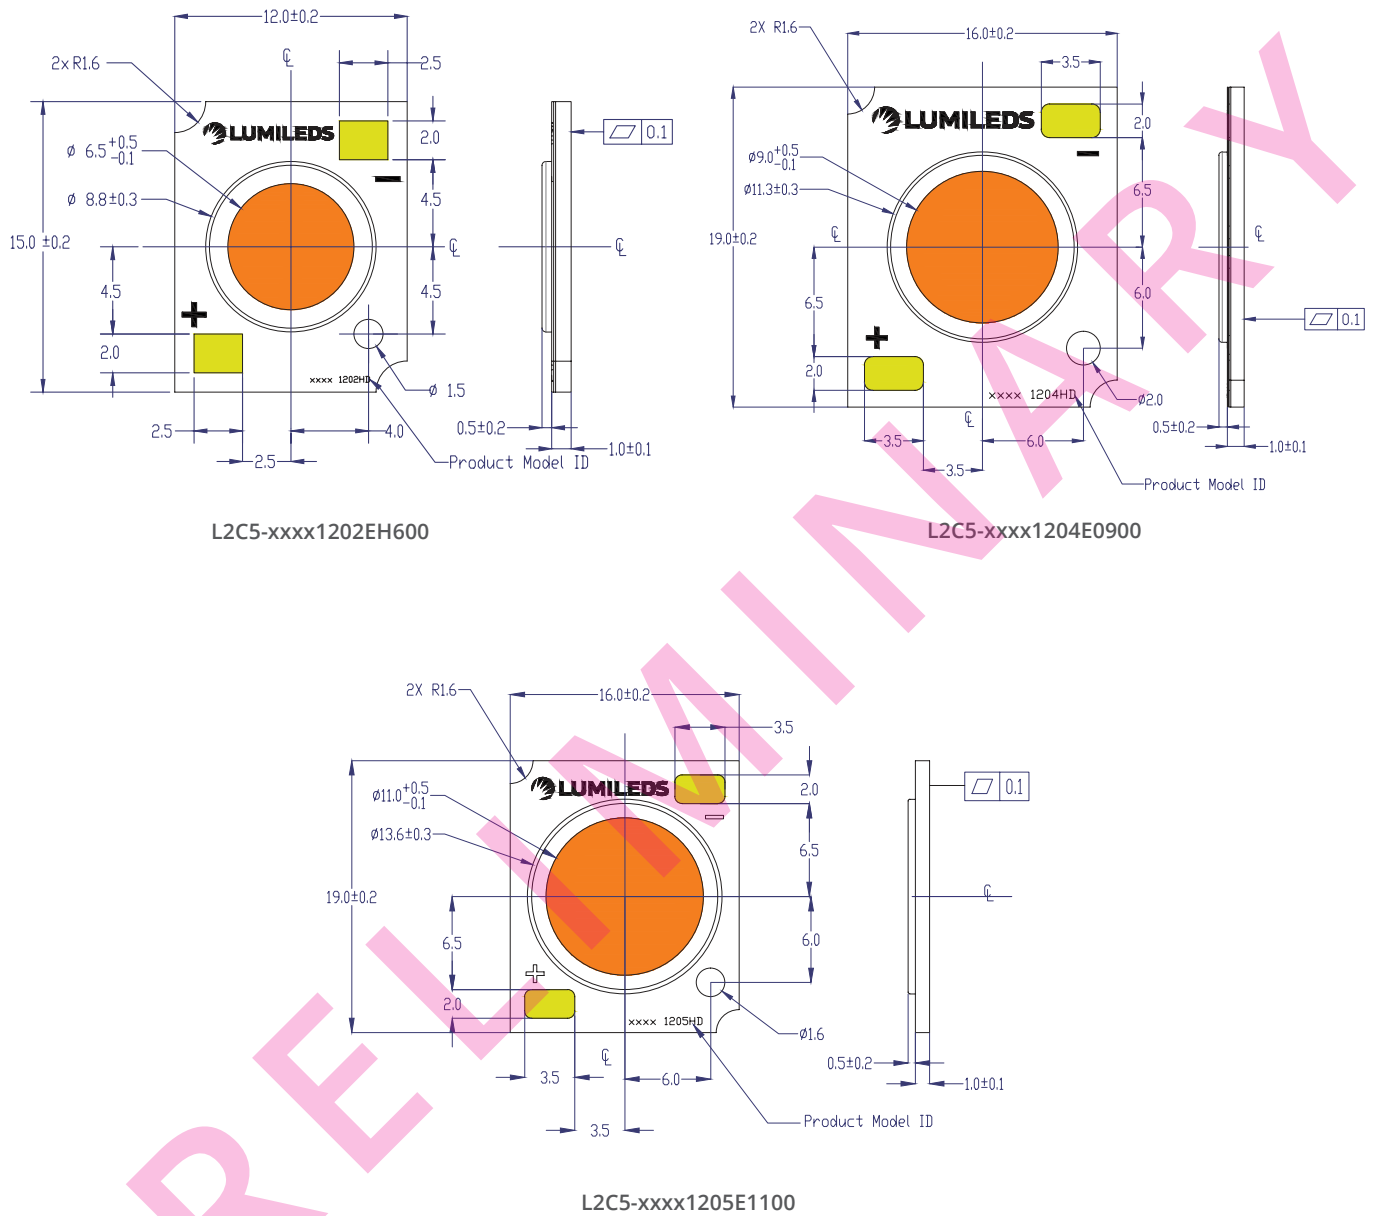 12.0±0.2
℄
2.5
2x R1.6
LUMILEDS
2.0
0.1
ø 6.5 +0.5 -0.1
4.5
ø 8.8±0.3
15.0 ±0.2
℄
℄
4.5
4.5
2.0
xxxx 1202HD
ø 1.5
2.5
4.0
0.5±0.2
1.0±0.1
2.5
Product Model ID
L2C5-xxxx1202EH600
2X R1.6
16.0±0.2
3.5
LUMILEDS
2.0
ø9.0 +0.5 -0.1
ø11.3±0.3
6.5
19.0±0.2
℄
℄
6.5
6.0
0.1
2.0
xxxx 1204HD
ø2.0
℄
0.5±0.2
3.5
6.0
1.0±0.1
3.5
Product Model ID
L2C5-xxxx1204E0900
2X R1.6
16.0±0.2
3.5
LUMILEDS
2.0
0.1
ø11.0 +0.5 -0.1
ø13.6±0.3
6.5
19.0±0.2
℄
6.5
6.0
2.0
xxxx 1205HD
ø1.6
℄
0.5±0.2
3.5
6.0
1.0±0.1
3.5
Product Model ID
L2C5-xxxx1205E1100
RELIMINARY